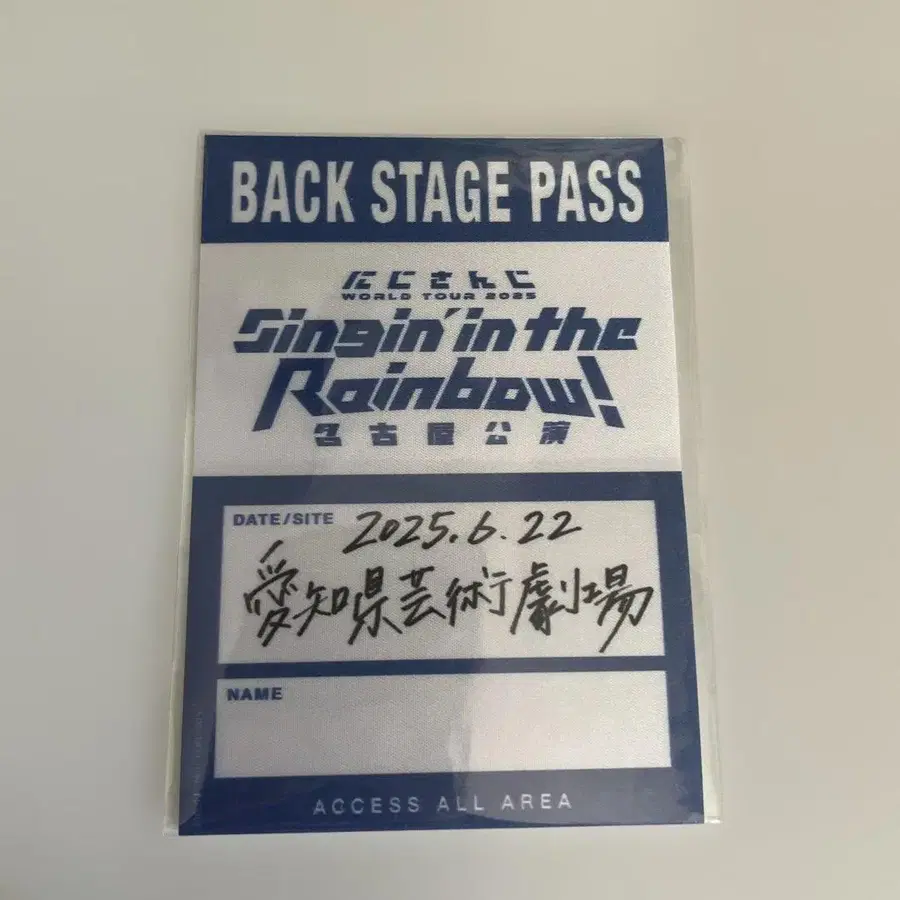 BACK STAGE PASS
にじさんじ
WORLD TOUR 2025
Singin' in the
Rainbow!
名古屋公演
DATE/SITE 2025.6.22
愛知県芸術劇場
NAME
ACCESS ALL AREA